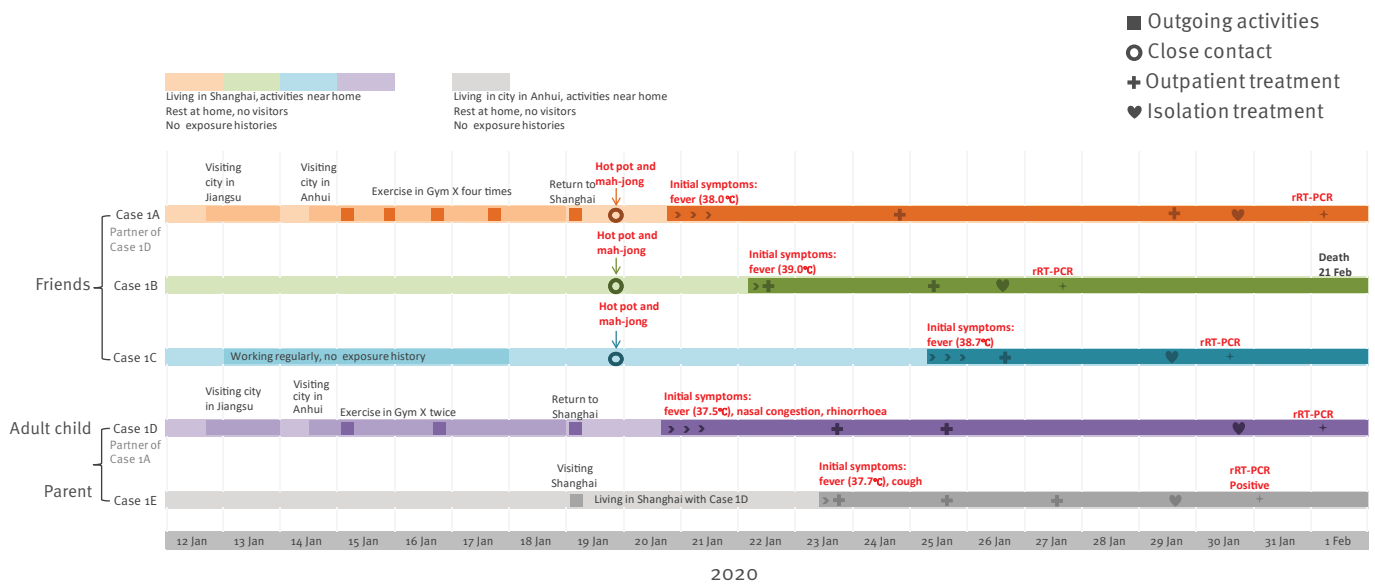 Outgoing activities
Close contact
Outpatient treatment
Isolation treatment
Living in Shanghai, activities near home
Rest at home, no visitors
No exposure histories
Living in city in Anhui, activities near home
Rest at home, no visitors
No exposure histories
Visiting
city in
Jiangsu
Visiting
city in
Anhui
Exercise in Gym X four times
Return to
Shanghai
Hot pot and
mah-jong
Initial symptoms:
fever (38.0℃)
rRT-PCR
Case 1A
Partner of
Case 1D
Hot pot and
mah-jong
Initial symptoms:
fever (39.0℃)
rRT-PCR
Death
21 Feb
Friends
Case 1B
Hot pot and
mah-jong
Initial symptoms:
fever (38.7℃)
rRT-PCR
Case 1C
Working regularly, no exposure history
Visiting city
in Jiangsu
Visiting
city in
Anhui
Exercise in Gym X twice
Return to
Shanghai
Initial symptoms:
fever (37.5℃), nasal congestion, rhinorrhoea
rRT-PCR
Adult child
Case 1D
Partner of
Case 1A
Visiting
Shanghai
Initial symptoms:
fever (37.7℃), cough
rRT-PCR
Positive
Parent
Case 1E
Living in Shanghai with Case 1D
12 Jan 13 Jan 14 Jan 15 Jan 16 Jan 17 Jan 18 Jan 19 Jan 20 Jan 21 Jan 22 Jan 23 Jan 24 Jan 25 Jan 26 Jan 27 Jan 28 Jan 29 Jan 30 Jan 31 Jan 1 Feb
2020